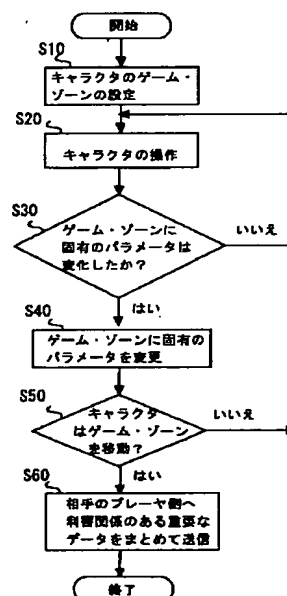 開始
S10
キャラクタのゲーム・
ゾーンの設定
S20
キャラクタの操作
S30
ゲーム・ゾーンに
固有のパラメータは
変化したか？
いいえ
はい
S40
ゲーム・ゾーンに固有の
パラメータを変更
S50
キャラクタ
はゲーム・ゾーン
を移動？
いいえ
はい
S60
相手のプレーヤ側へ
利害関係のある重要な
データをまとめて送信
終了